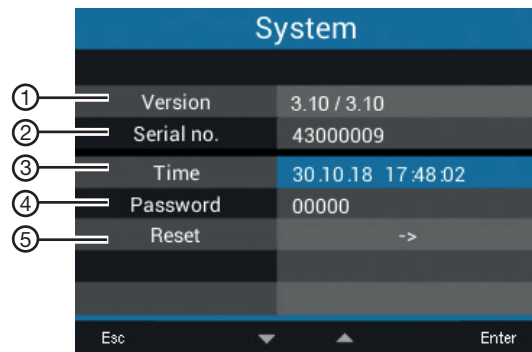 System
① Version 3.10 / 3.10
② Serial no. 43000009
③ Time 30.10.18 17:48:02
④ Password 00000
⑤ Reset ->
Esc Enter